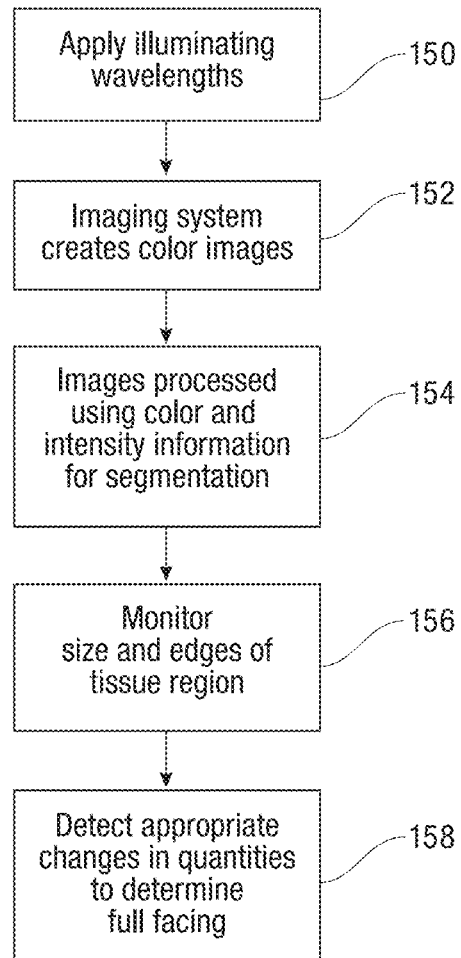 Apply illuminating
wavelengths
150
Imaging system
creates color images
152
Images processed
using color and
intensity information
for segmentation
154
Monitor
size and edges of
tissue region
156
Detect appropriate
changes in quantities
to determine
full facing
158